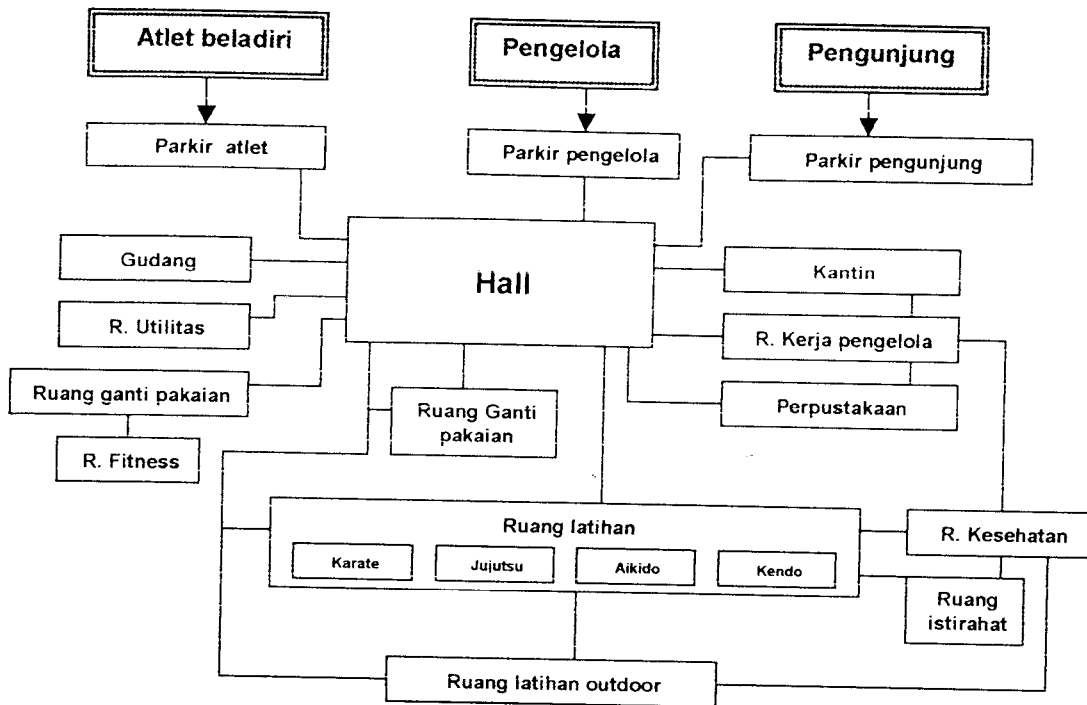 Atlet beladiri
Pengelola
Pengunjung
Parkir atlet
Parkir pengelola
Parkir pengunjung
Hall
Gudang
Kantin
R. Utilitas
R. Kerja pengelola
Ruang ganti pakaian
Ruang Ganti
pakaian
Perpustakaan
R. Fitness
Ruang latihan
R. Kesehatan
Karate
Jujutsu
Aikido
Kendo
Ruang
istirahat
Ruang latihan outdoor